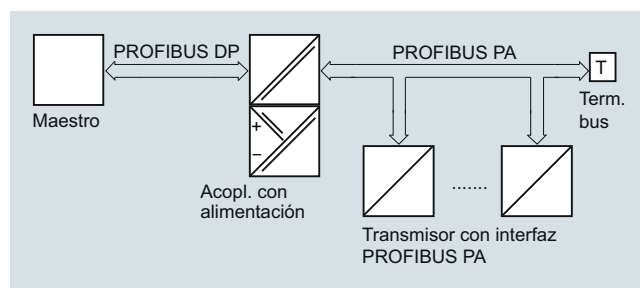 PROFIBUS DP
PROFIBUS PA
T
Maestro
Term.
bus
+
–
Acopl. con
alimentación
.......
Transmisor con interfaz
PROFIBUS PA